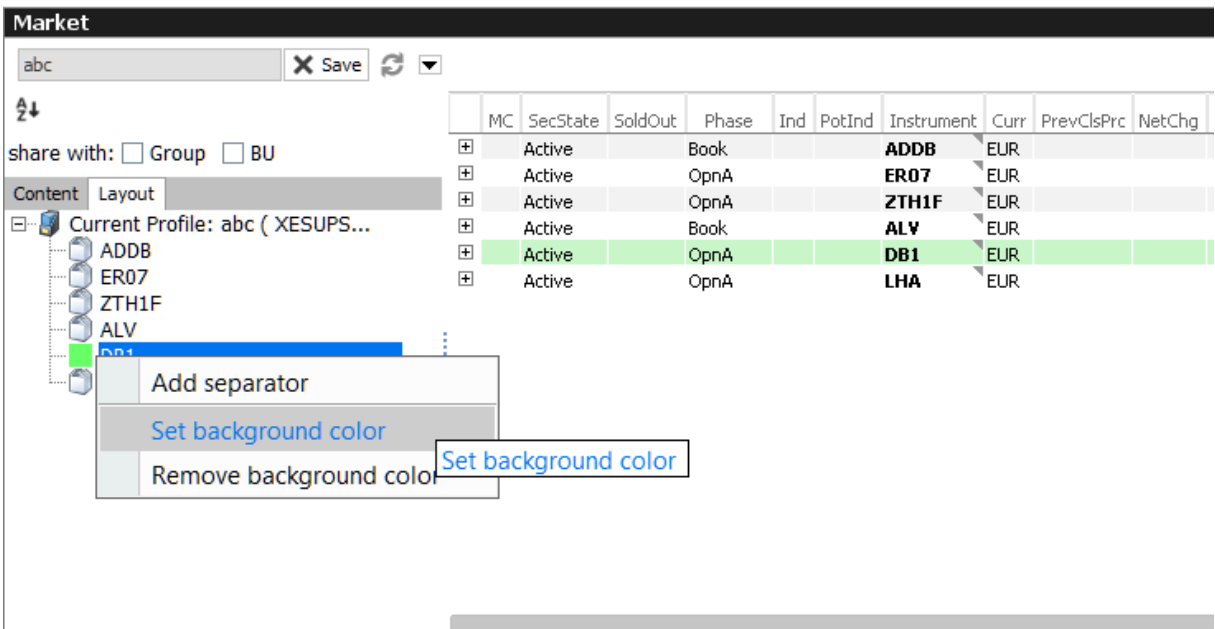 Market
abc
Save
share with: Group BU
Content Layout
Current Profile: abc ( XESUPS...
ADDB
ER07
ZTH1F
ALV
DB1
Add separator
Set background color
Set background color
Remove background color
MC SecState SoldOut Phase Ind PotInd Instrument Curr PrevClsPrc NetChg
Active Book ADDB EUR
Active OpnA ER07 EUR
Active OpnA ZTH1F EUR
Active Book ALV EUR
Active OpnA DB1 EUR
Active OpnA LHA EUR